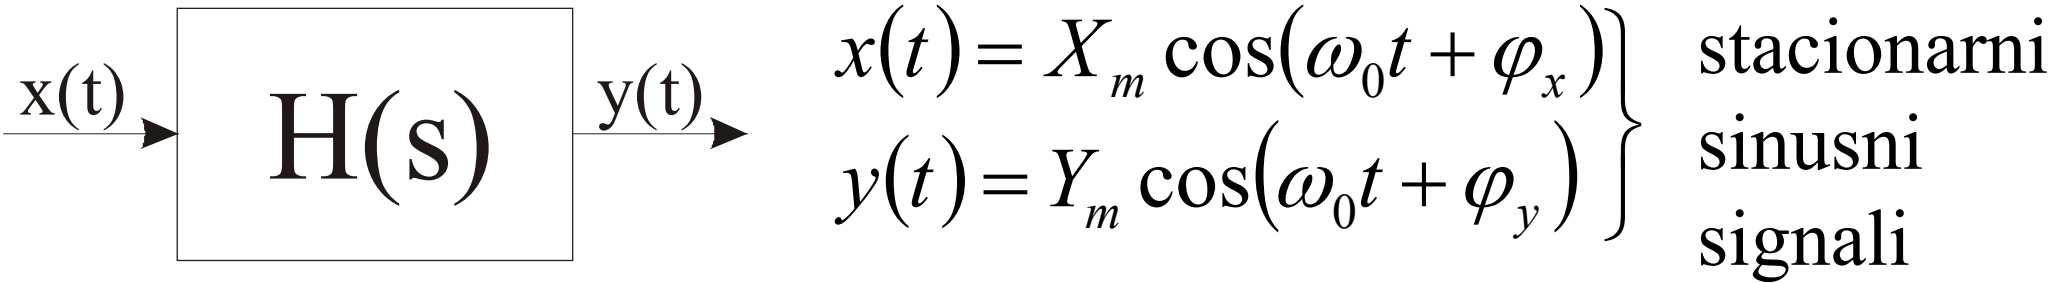 x(t)
H(s)
y(t)
x(t) = X_m cos(ω_0 t + φ_x)
y(t) = Y_m cos(ω_0 t + φ_y)
stacionarni
sinusni
signali